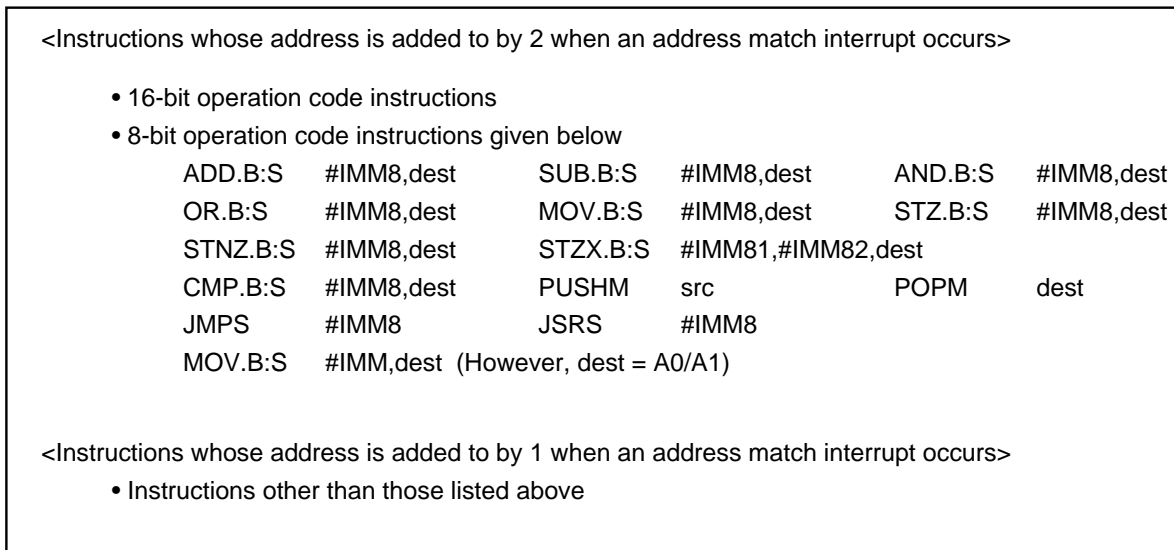 <Instructions whose address is added to by 2 when an address match interrupt occurs>
• 16-bit operation code instructions
• 8-bit operation code instructions given below
ADD.B:S #IMM8,dest SUB.B:S #IMM8,dest AND.B:S #IMM8,dest
OR.B:S #IMM8,dest MOV.B:S #IMM8,dest STZ.B:S #IMM8,dest
STNZ.B:S #IMM8,dest STZX.B:S #IMM81,#IMM82,dest
CMP.B:S #IMM8,dest PUSHM src POPM dest
JMPS #IMM8 JSRS #IMM8
MOV.B:S #IMM,dest (However, dest = A0/A1)
<Instructions whose address is added to by 1 when an address match interrupt occurs>
• Instructions other than those listed above